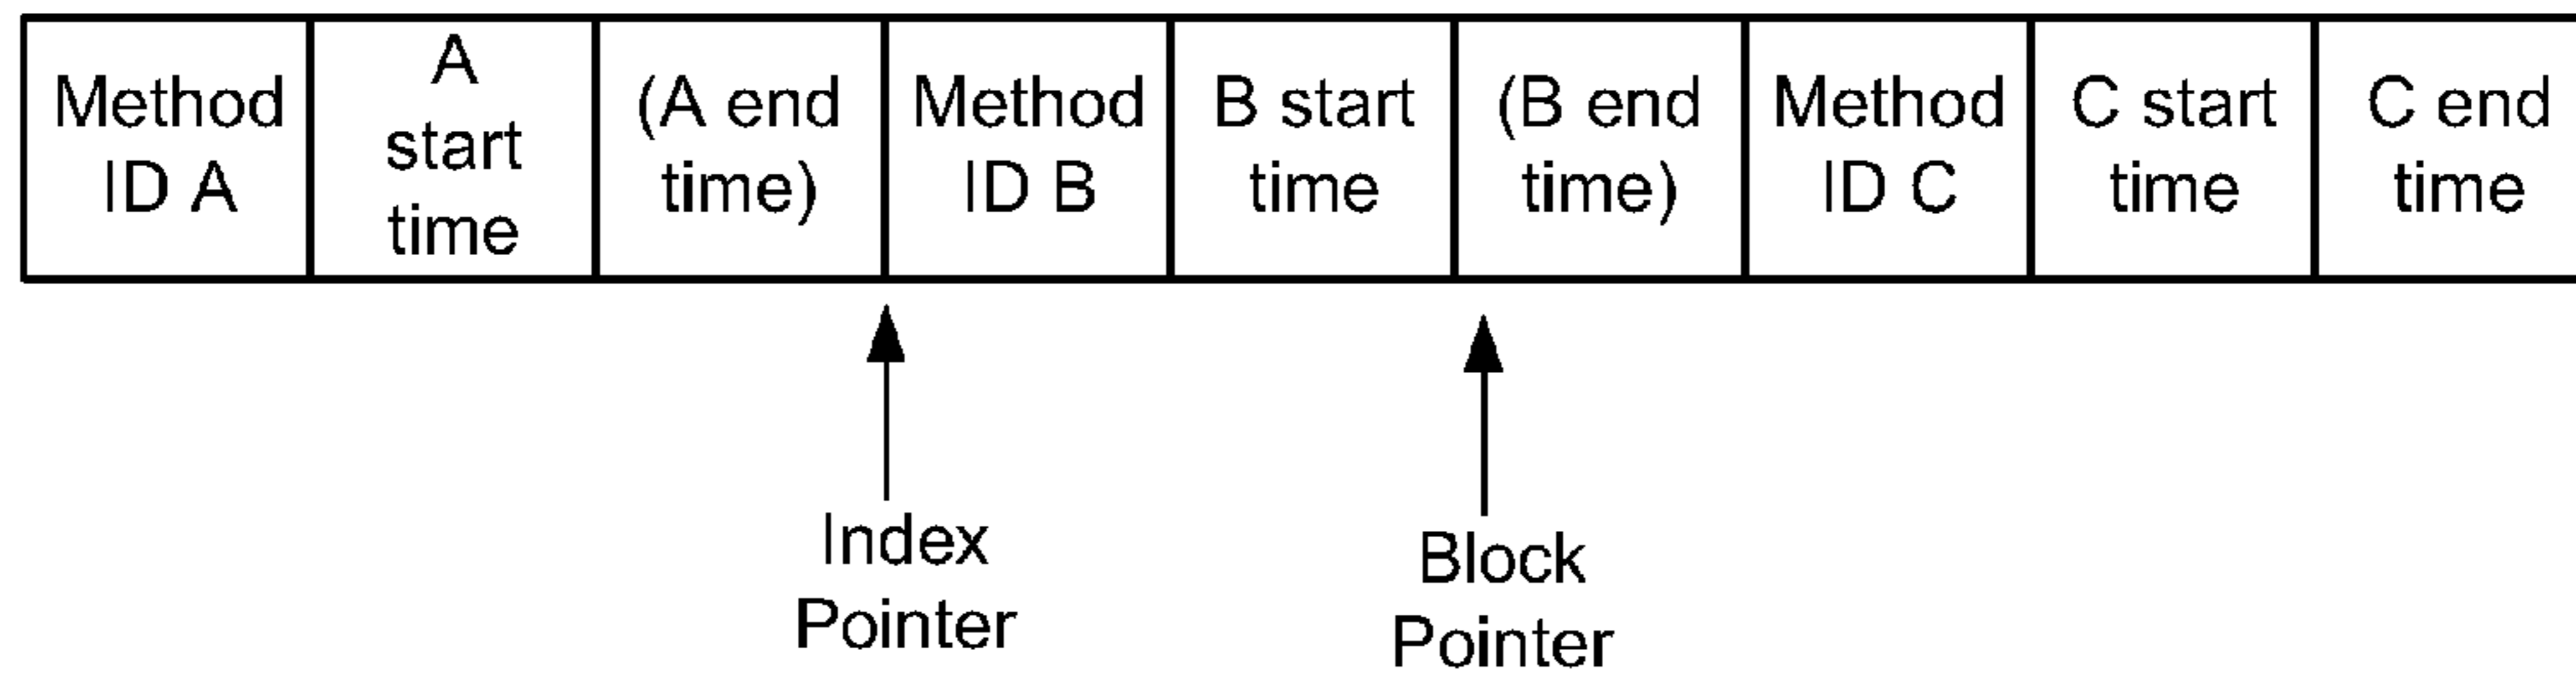 Method
ID A
A
start
time
(A end
time)
Method
ID B
B start
time
(B end
time)
Method
ID C
C start
time
C end
time
Index
Pointer
Block
Pointer